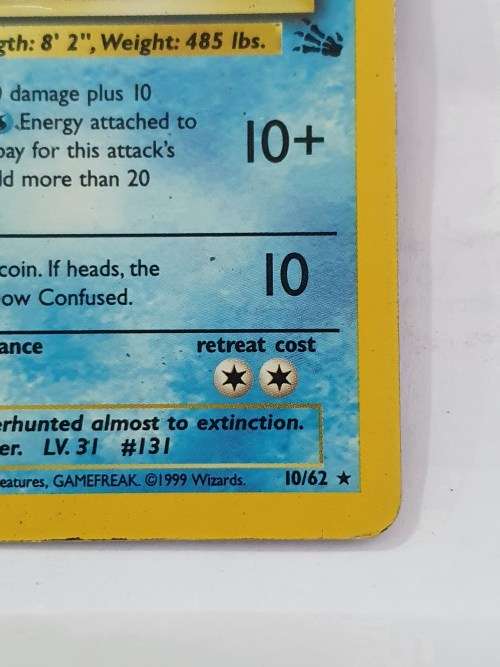 gth: 8' 2", Weight: 485 lbs.
damage plus 10
Energy attached to
pay for this attack's
ld more than 20
10+
coin. If heads, the
ow Confused.
10
ance
retreat cost
erhunted almost to extinction.
er. LV. 31 #131
eatures, GAMEFREAK. ©1999 Wizards.
10/62 ★